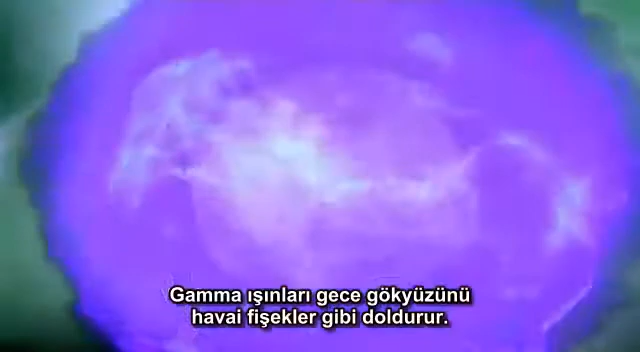 Gamma ışınları gece gökyüzünü
havai fişekler gibi doldurur.